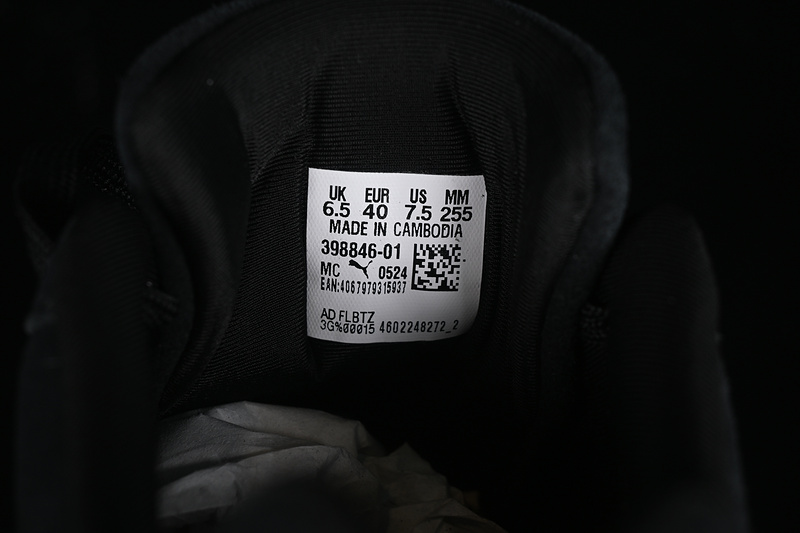 UK EUR US MM
6.5 40 7.5 255
MADE IN CAMBODIA
398846-01
MC 0524
EAN:4067979315937
AD FLBTZ
3G%00015 4602248272_2